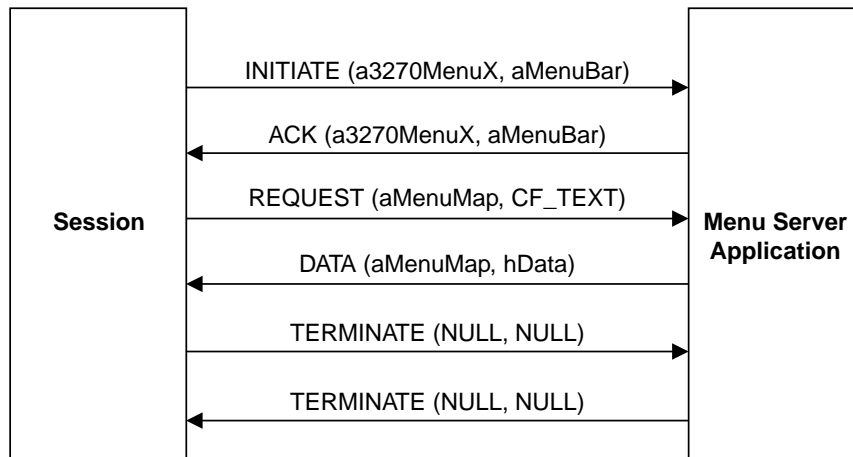 INITIATE (a3270MenuX, aMenuBar)
ACK (a3270MenuX, aMenuBar)
REQUEST (aMenuMap, CF_TEXT)
Session
Menu Server
Application
DATA (aMenuMap, hData)
TERMINATE (NULL, NULL)
TERMINATE (NULL, NULL)